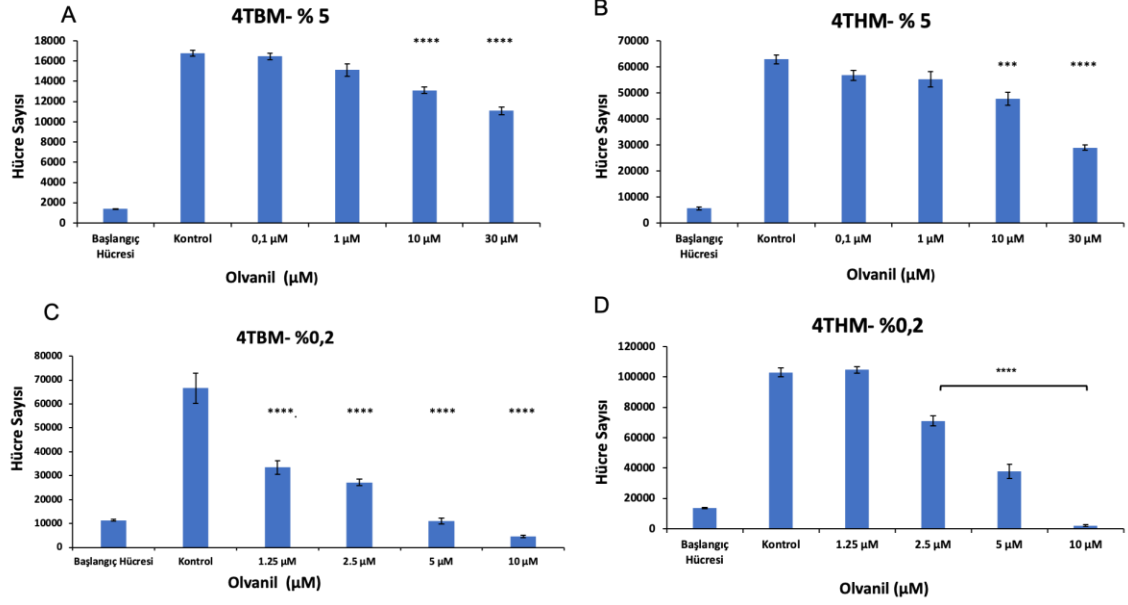 A
4TBM- % 5
Hücre Sayısı
18000
16000
14000
12000
10000
8000
6000
4000
2000
0
****
****
Başlangıç Hücresi
Kontrol
0,1 µM
1 µM
10 µM
30 µM
Olvanil (µM)
B
4THM- % 5
Hücre Sayısı
70000
60000
50000
40000
30000
20000
10000
0
***
****
Başlangıç Hücresi
Kontrol
0,1 µM
1 µM
10 µM
30 µM
Olvanil (µM)
C
4TBM- %0,2
Hücre Sayısı
80000
70000
60000
50000
40000
30000
20000
10000
0
****.
****
****
****
Başlangıç Hücresi
Kontrol
1.25 µM
2.5 µM
5 µM
10 µM
Olvanil (µM)
D
4THM- %0,2
Hücre Sayısı
120000
100000
80000
60000
40000
20000
0
****
Başlangıç Hücresi
Kontrol
1.25 µM
2.5 µM
5 µM
10 µM
Olvanil (µM)